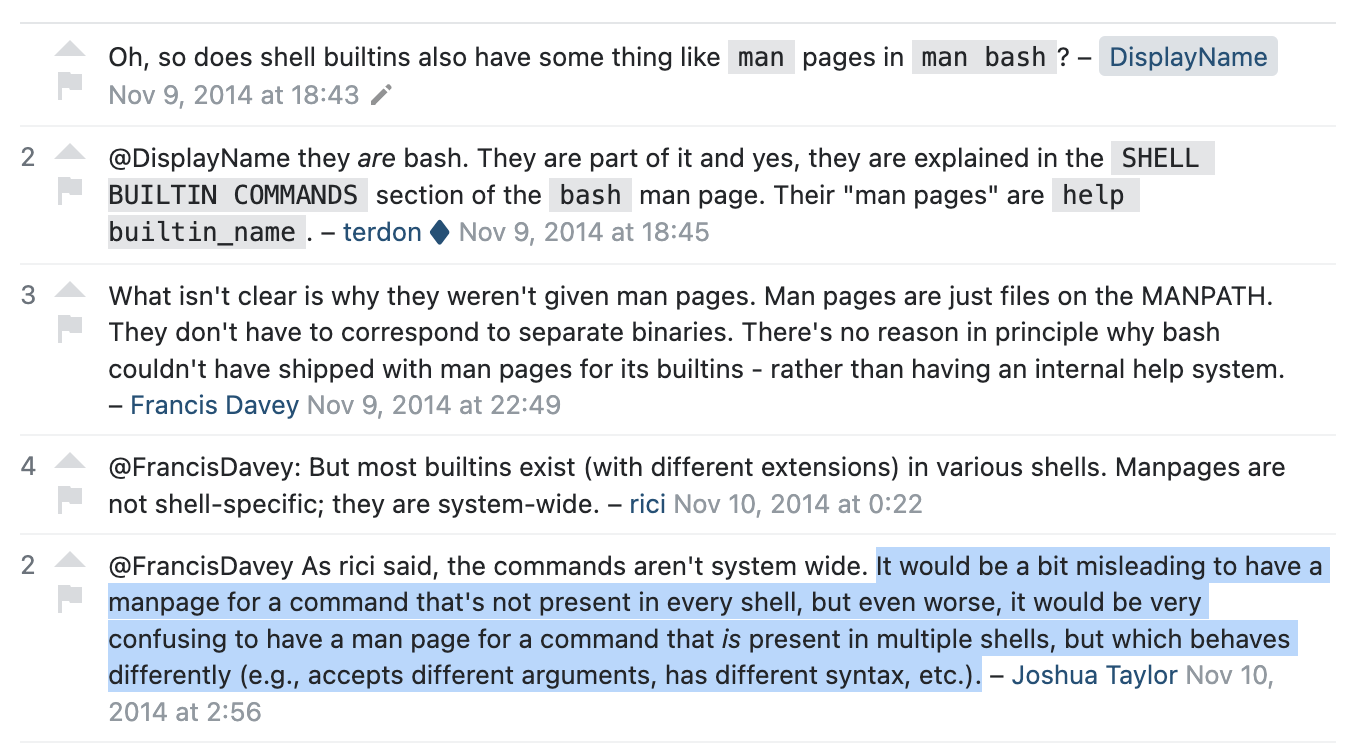 Oh, so does shell builtins also have some thing like man pages in man bash ? – DisplayName
Nov 9, 2014 at 18:43
2 @DisplayName they are bash. They are part of it and yes, they are explained in the SHELL
BUILTIN COMMANDS section of the bash man page. Their "man pages" are help
builtin_name . – terdon ♦ Nov 9, 2014 at 18:45
3 What isn't clear is why they weren't given man pages. Man pages are just files on the MANPATH.
They don't have to correspond to separate binaries. There's no reason in principle why bash
couldn't have shipped with man pages for its builtins - rather than having an internal help system.
– Francis Davey Nov 9, 2014 at 22:49
4 @FrancisDavey: But most builtins exist (with different extensions) in various shells. Manpages are
not shell-specific; they are system-wide. – rici Nov 10, 2014 at 0:22
2 @FrancisDavey As rici said, the commands aren't system wide. It would be a bit misleading to have a
manpage for a command that's not present in every shell, but even worse, it would be very
confusing to have a man page for a command that is present in multiple shells, but which behaves
differently (e.g., accepts different arguments, has different syntax, etc.). – Joshua Taylor Nov 10,
2014 at 2:56